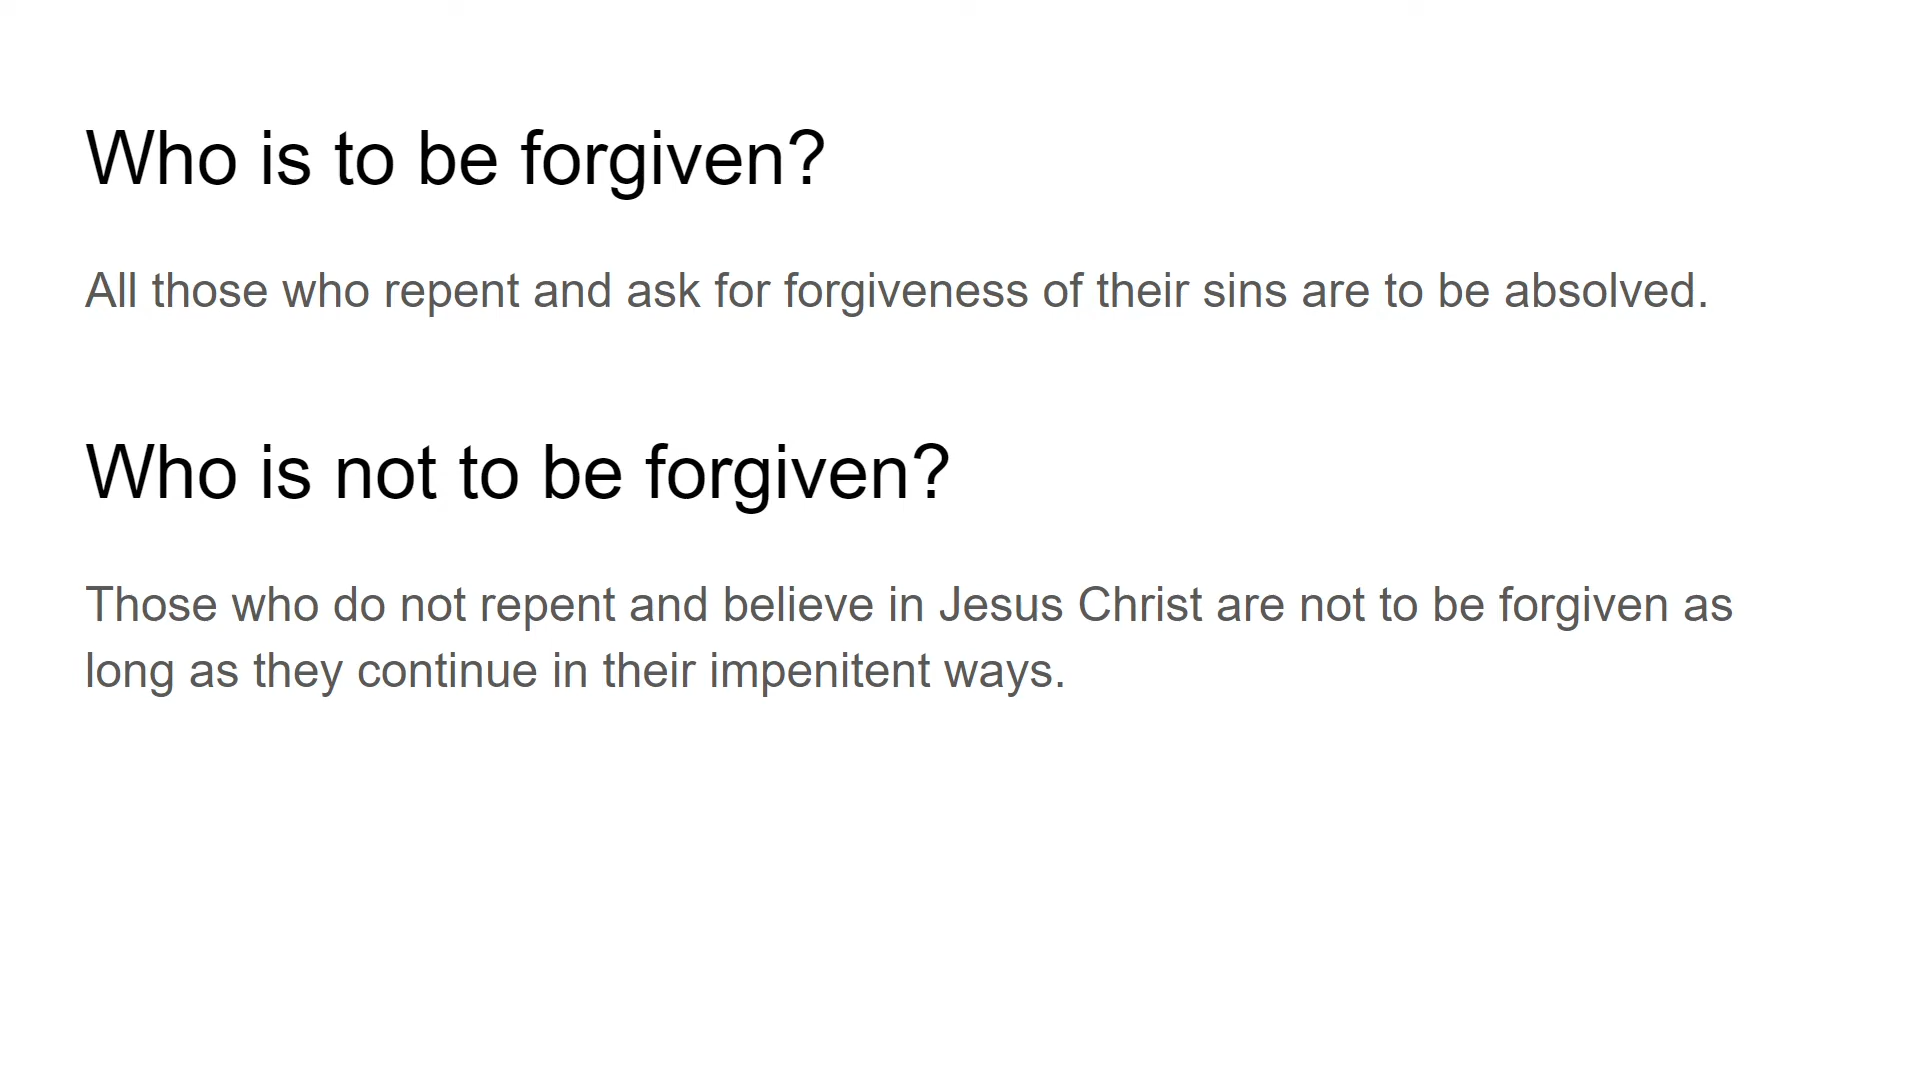 Who is to be forgiven?
All those who repent and ask for forgiveness of their sins are to be absolved.
Who is not to be forgiven?
Those who do not repent and believe in Jesus Christ are not to be forgiven as
long as they continue in their impenitent ways.